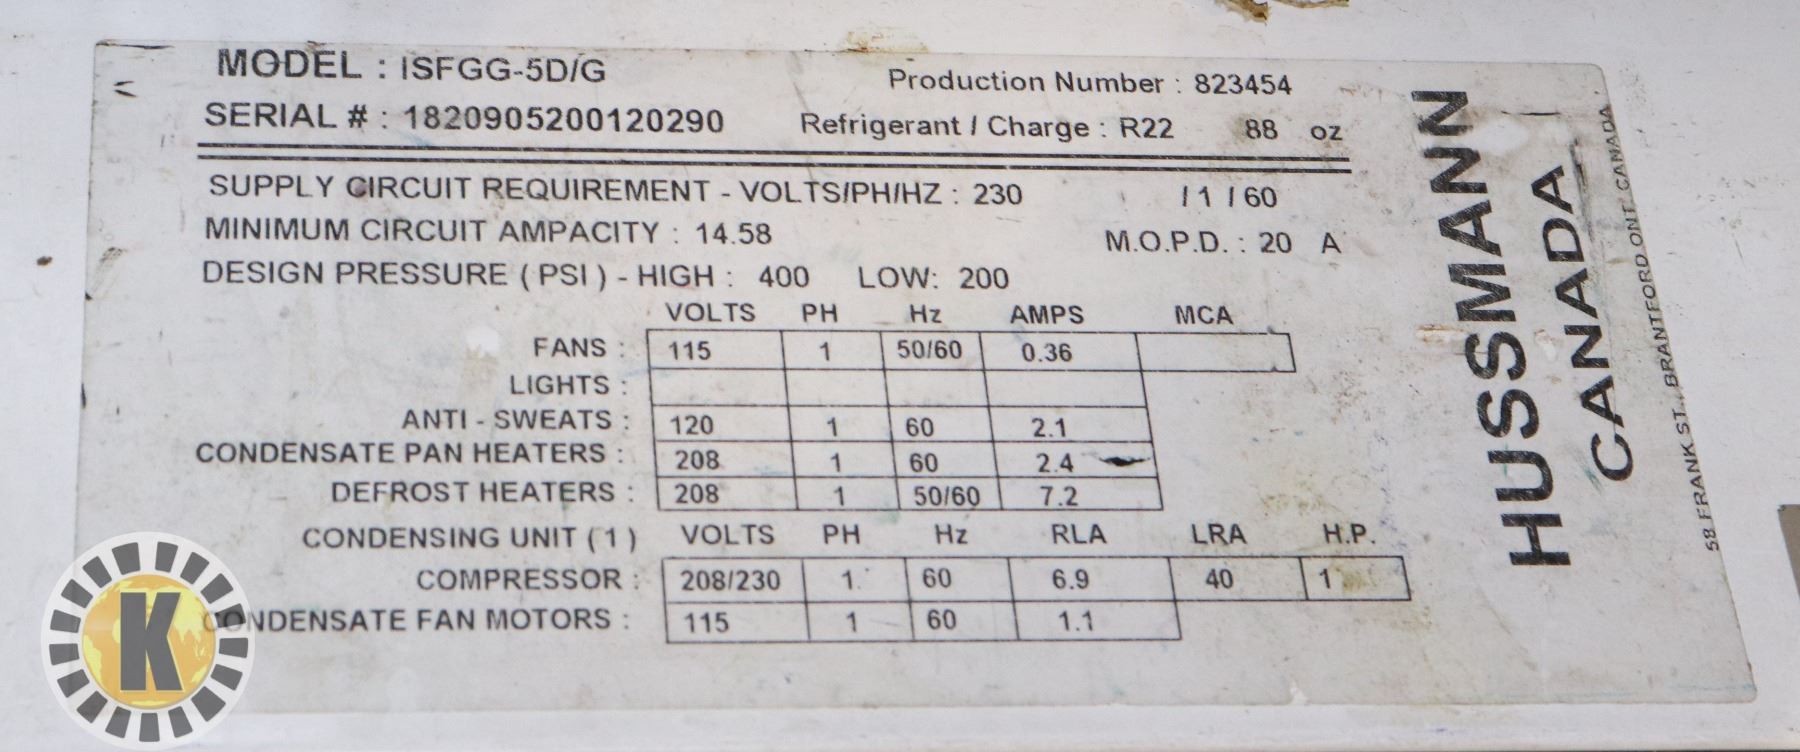 MODEL : ISFGG-5D/G
Production Number : 823454
SERIAL # : 1820905200120290
Refrigerant / Charge : R22 88 oz
SUPPLY CIRCUIT REQUIREMENT - VOLTS/PH/HZ : 230 / 1 / 60
MINIMUM CIRCUIT AMPACITY : 14.58
M.O.P.D. : 20 A
DESIGN PRESSURE ( PSI ) - HIGH : 400 LOW: 200
VOLTS PH Hz AMPS MCA
FANS : 115 1 50/60 0.36
LIGHTS :
ANTI - SWEATS : 120 1 60 2.1
CONDENSATE PAN HEATERS : 208 1 60 2.4
DEFROST HEATERS : 208 1 50/60 7.2
CONDENSING UNIT ( 1 ) VOLTS PH Hz RLA LRA H.P.
COMPRESSOR : 208/230 1 60 6.9 40 1
CONDENSATE FAN MOTORS : 115 1 60 1.1
HUSSMANN
CANADA
58 FRANK ST., BRANTFORD ONT CANADA
K